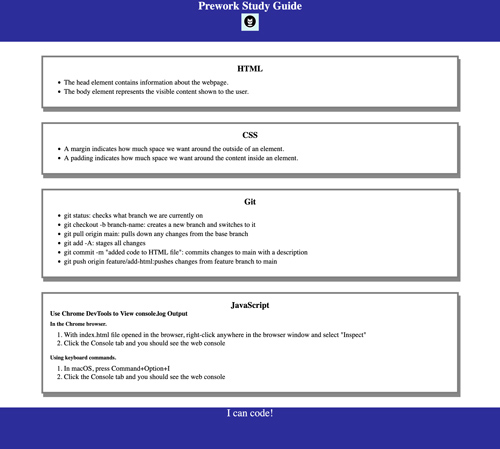 Prework Study Guide
HTML
The head element contains information about the webpage.
The body element represents the visible content shown to the user.
CSS
A margin indicates how much space we want around the outside of an element.
A padding indicates how much space we want around the content inside an element.
Git
git status: checks what branch we are currently on
git checkout -b branch-name: creates a new branch and switches to it
git pull origin main: pulls down any changes from the base branch
git add -A: stages all changes
git commit -m "added code to HTML file": commits changes to main with a description
git push origin feature/add-html:pushes changes from feature branch to main
JavaScript
Use Chrome DevTools to View console.log Output
In the Chrome browser.
1. With index.html file opened in the browser, right-click anywhere in the browser window and select "Inspect"
2. Click the Console tab and you should see the web console
Using keyboard commands.
1. In macOS, press Command+Option+I
2. Click the Console tab and you should see the web console
I can code!